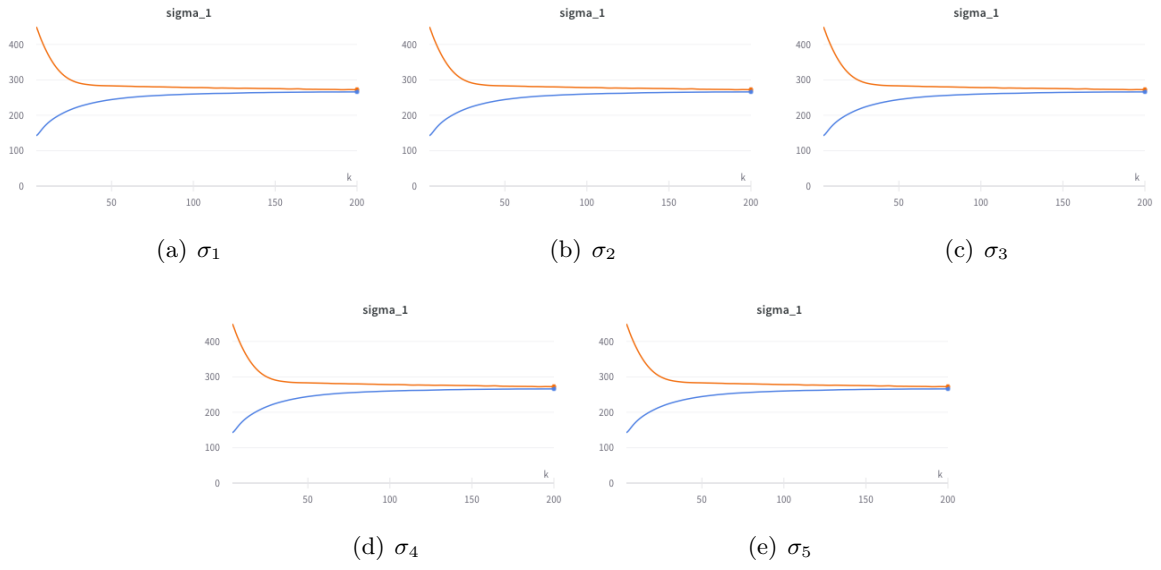 sigma_1 sigma_1 sigma_1
400 400 400
300 300 300
200 200 200
100 100 100
k k k
0 0 0
50 100 150 200 50 100 150 200 50 100 150 200
(a) σ₁ (b) σ₂ (c) σ₃
sigma_1 sigma_1
400 400
300 300
200 200
100 100
k k
0 0
50 100 150 200 50 100 150 200
(d) σ₄ (e) σ₅